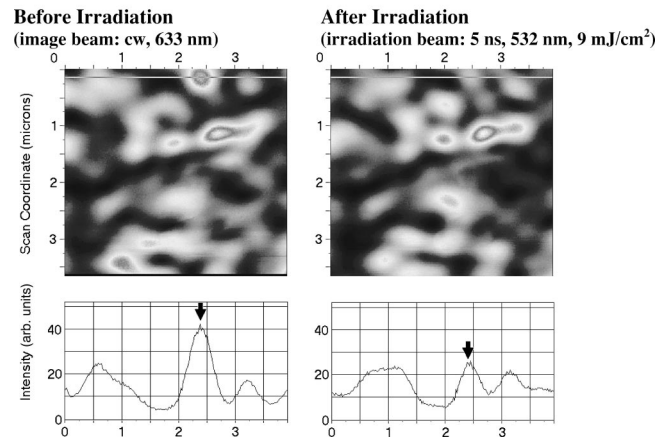 Before Irradiation
(image beam: cw, 633 nm)
After Irradiation
(irradiation beam: 5 ns, 532 nm, 9 mJ/cm²)
0 1 2 3
0 1 2 3
Scan Coordinate (microns)
0
1
2
3
0
1
2
3
Intensity (arb. units)
40
20
0
0 1 2 3
40
20
0
0 1 2 3